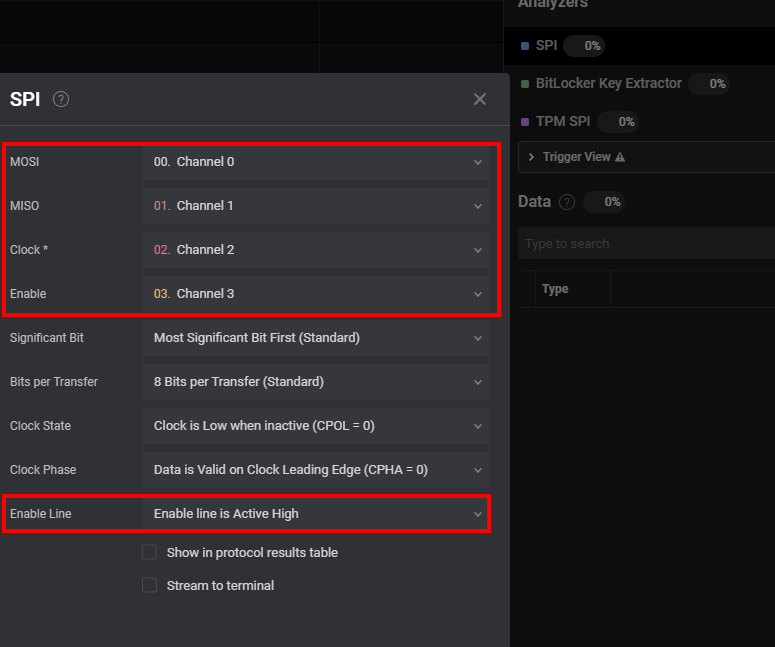 Analyzers
SPI 0%
BitLocker Key Extractor 0%
TPM SPI 0%
Trigger View
Data ? 0%
Type to search
Type
SPI ?
MOSI 00. Channel 0
MISO 01. Channel 1
Clock * 02. Channel 2
Enable 03. Channel 3
Significant Bit Most Significant Bit First (Standard)
Bits per Transfer 8 Bits per Transfer (Standard)
Clock State Clock is Low when inactive (CPOL = 0)
Clock Phase Data is Valid on Clock Leading Edge (CPHA = 0)
Enable Line Enable line is Active High
Show in protocol results table
Stream to terminal